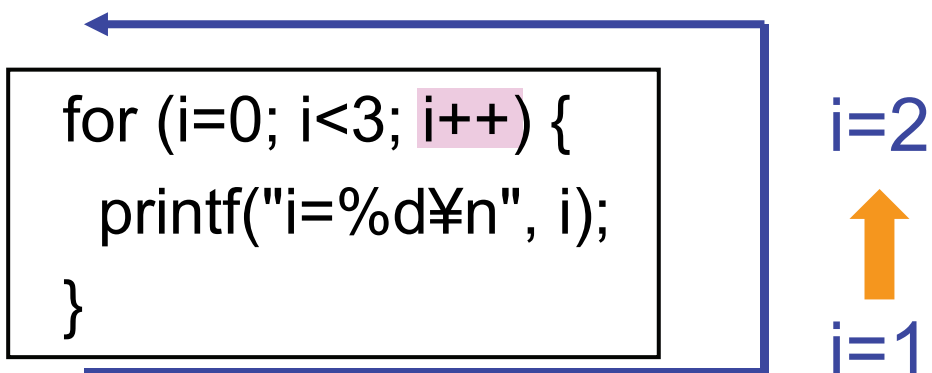 for (i=0; i<3; i++) {
printf("i=%d¥n", i);
}
i=2
i=1